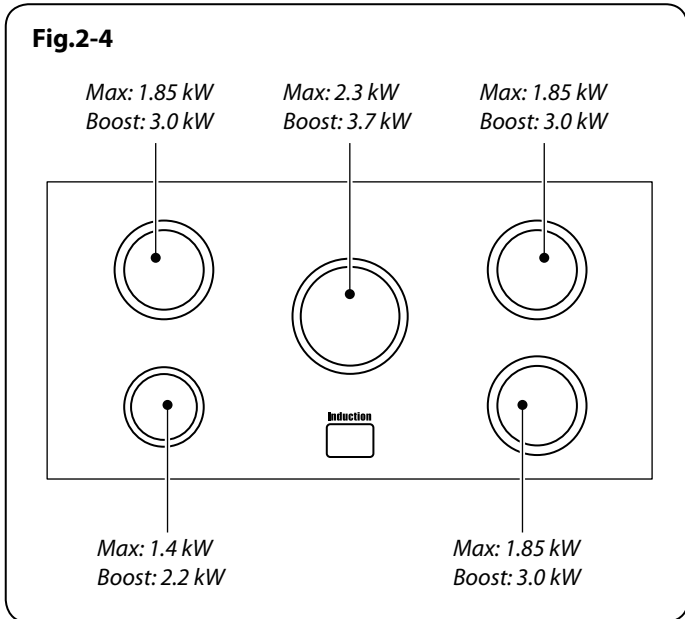 Fig.2-4
Max: 1.85 kW
Boost: 3.0 kW
Max: 2.3 kW
Boost: 3.7 kW
Max: 1.85 kW
Boost: 3.0 kW
Induction
Max: 1.4 kW
Boost: 2.2 kW
Max: 1.85 kW
Boost: 3.0 kW